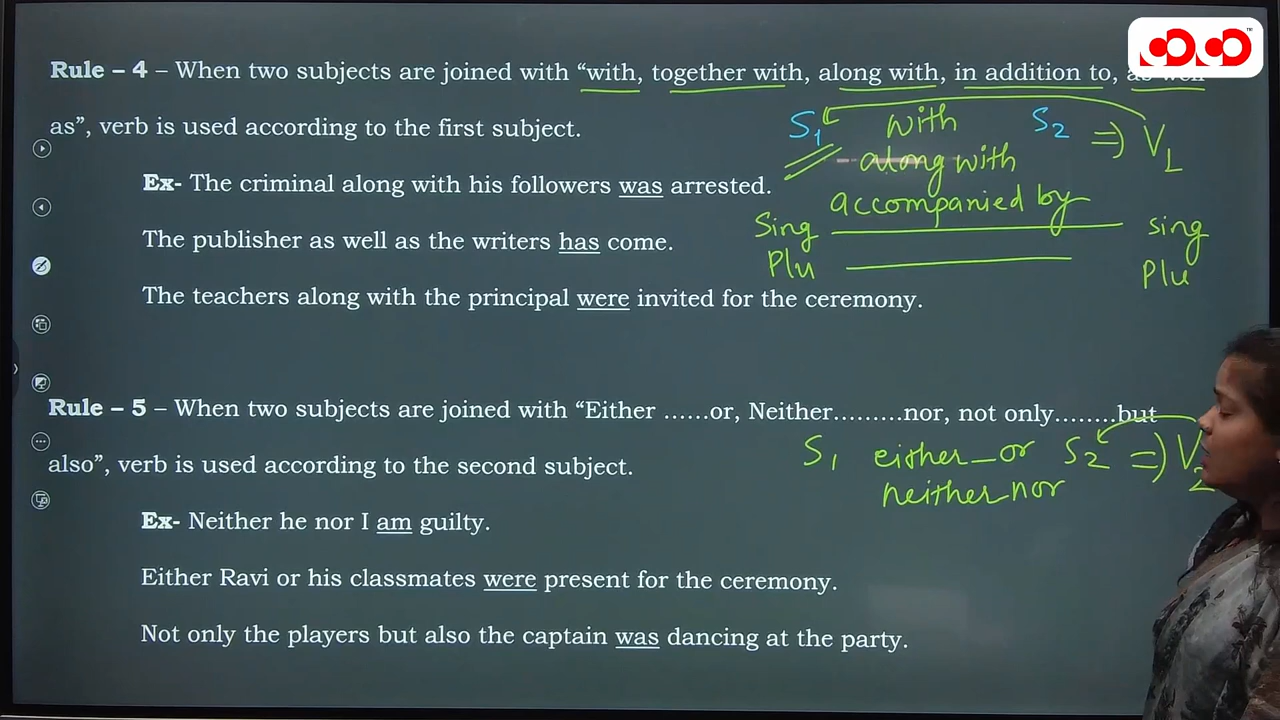 Rule – 4 – When two subjects are joined with “with, together with, along with, in addition to, as well
as”, verb is used according to the first subject.
S1 with S2 ⇒ V1
along with
Ex- The criminal along with his followers was arrested.
accompanied by
Sing sing
The publisher as well as the writers has come.
Plu Plu
The teachers along with the principal were invited for the ceremony.
Rule – 5 – When two subjects are joined with “Either ……or, Neither………nor, not only……..but
also”, verb is used according to the second subject.
S1 either_or S2 ⇒ V2
neither nor
Ex- Neither he nor I am guilty.
Either Ravi or his classmates were present for the ceremony.
Not only the players but also the captain was dancing at the party.